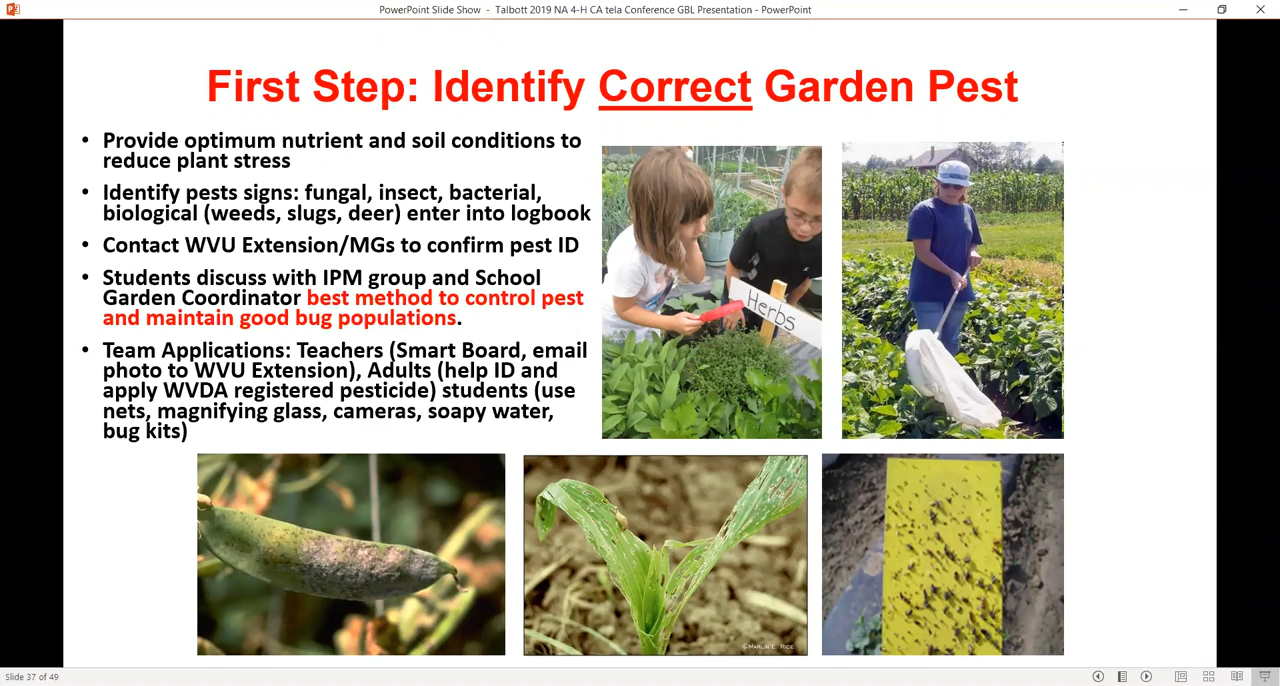 PowerPoint Slide Show - Talbott 2019 NA 4-H CA tela Conference GBL Presentation - PowerPoint
First Step: Identify Correct Garden Pest
• Provide optimum nutrient and soil conditions to
reduce plant stress
• Identify pests signs: fungal, insect, bacterial,
biological (weeds, slugs, deer) enter into logbook
• Contact WVU Extension/MGs to confirm pest ID
• Students discuss with IPM group and School
Garden Coordinator best method to control pest
and maintain good bug populations.
• Team Applications: Teachers (Smart Board, email
photo to WVU Extension), Adults (help ID and
apply WVDA registered pesticide) students (use
nets, magnifying glass, cameras, soapy water,
bug kits)
Herbs
©MARLIN E. RICE
Slide 37 of 49